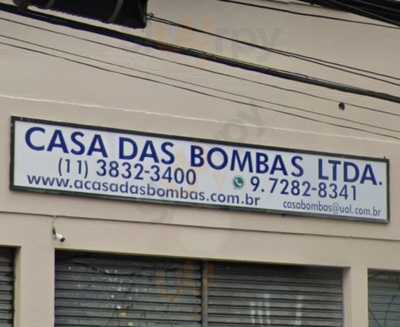 CASA DAS BOMBAS LTDA.
(11) 3832-3400 9.7282-8341
www.acasadasbombas.com.br casabombas@uol.com.br